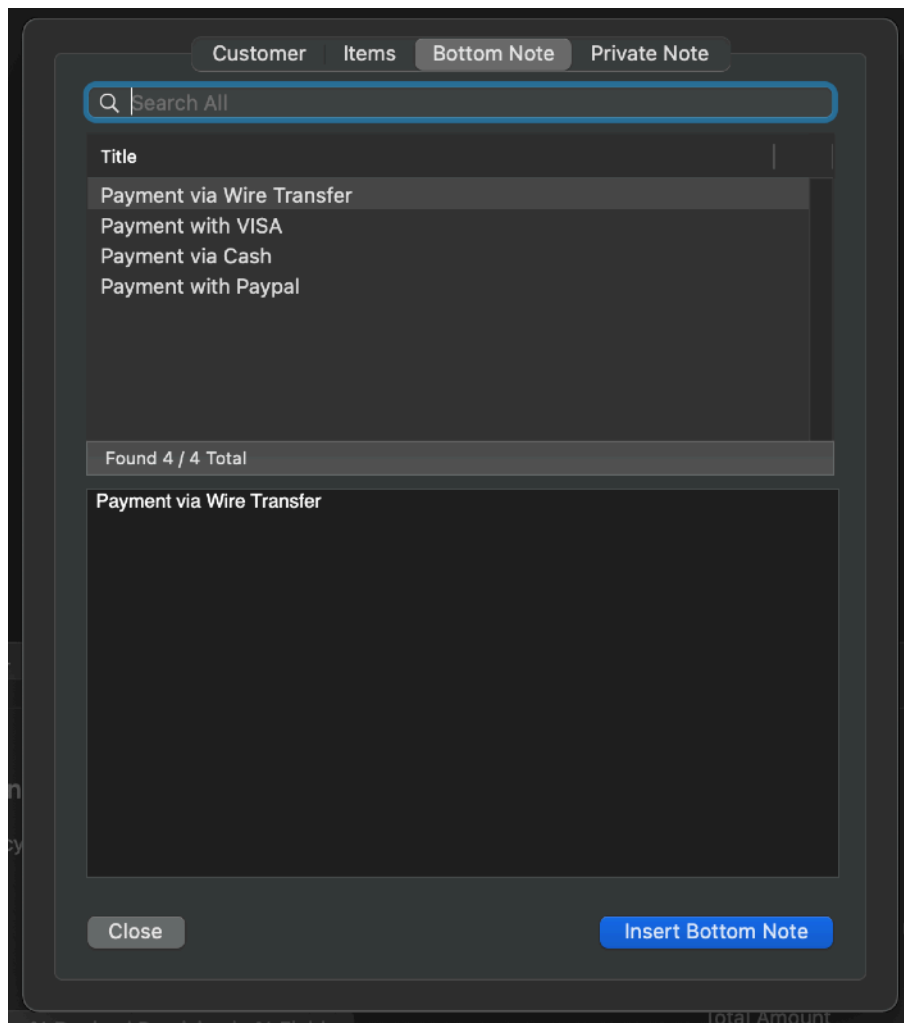 Customer Items Bottom Note Private Note
Search All
Title
Payment via Wire Transfer
Payment with VISA
Payment via Cash
Payment with Paypal
Found 4 / 4 Total
Payment via Wire Transfer
Close Insert Bottom Note
Total Amount